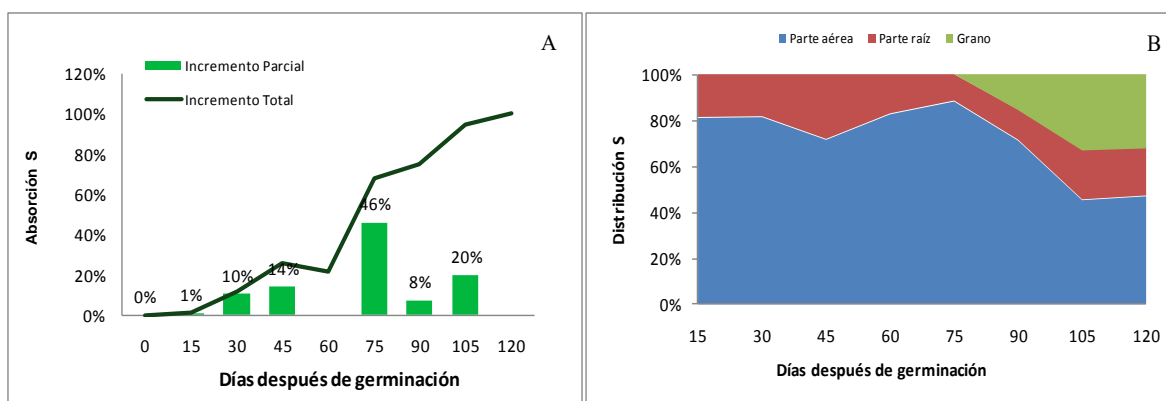 A
Incremento Parcial
Incremento Total
120%
100%
80%
60%
40%
20%
0%
Absorción S
0%
1%
10%
14%
46%
8%
20%
0 15 30 45 60 75 90 105 120
Días después de germinación
Parte aérea Parte raíz Grano
B
100%
80%
60%
40%
20%
0%
Distribución S
15 30 45 60 75 90 105 120
Días después de germinación